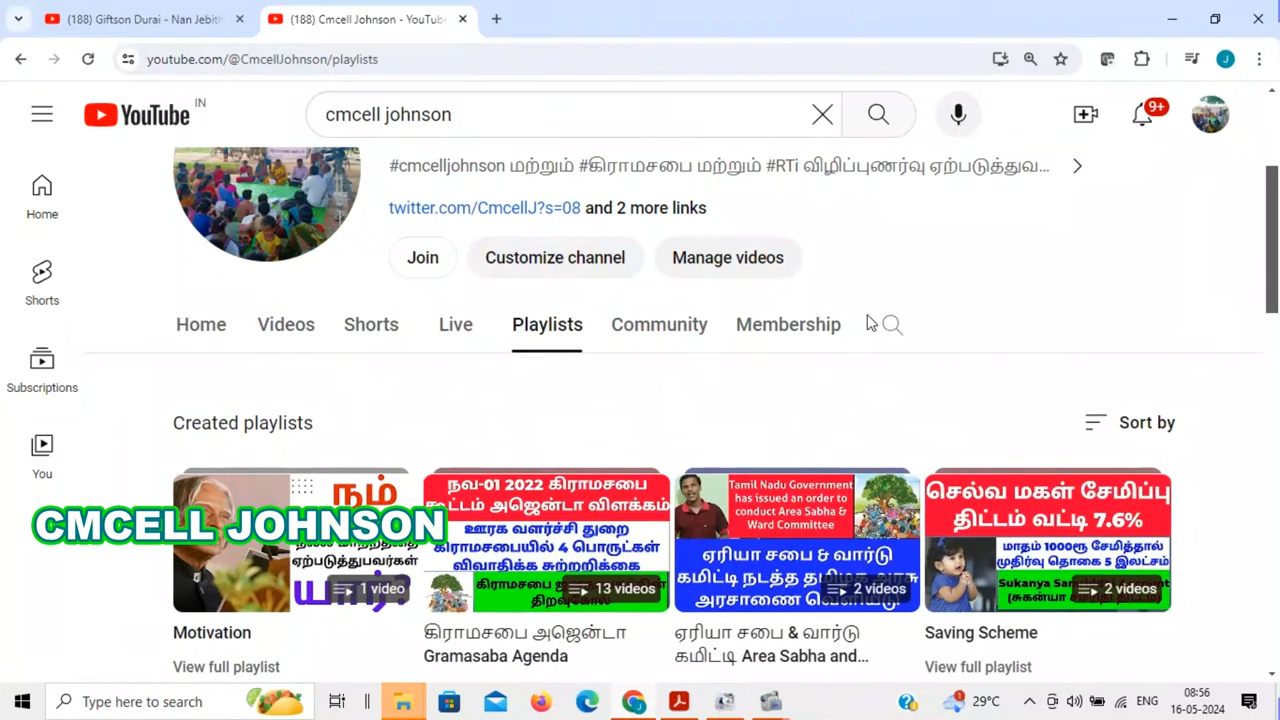 (188) Giftson Durai - Nan Jebith
(188) Cmcell Johnson - YouTube
youtube.com/@CmcellJohnson/playlists
J
YouTube IN
cmcell johnson
9+
#cmcelljohnson மற்றும் #கிராமசபை மற்றும் #RTi விழிப்புணர்வு ஏற்படுத்துவ...
twitter.com/CmcellJ?s=08 and 2 more links
Join
Customize channel
Manage videos
Home
Shorts
Subscriptions
You
Home
Videos
Shorts
Live
Playlists
Community
Membership
Created playlists
Sort by
நம்
ஏற்படுத்துபவர்கள்
யார்?
1 video
CMCELL JOHNSON
Motivation
View full playlist
நவ-01 2022 கிராமசபை
கூட்டம் அஜென்டா விளக்கம்
ஊரக வளர்ச்சி துறை
கிராமசபையில் 4 பொருட்கள்
விவாதிக்க சுற்றறிக்கை
13 videos
கிராமசபை அஜென்டா
Gramasaba Agenda
Tamil Nadu Government
has issued an order to
conduct Area Sabha &
Ward Committee
ஏரியா சபை & வார்டு
கமிட்டி நடத்த தமிழக அரசு
அரசாணை வெளியீடு
2 videos
ஏரியா சபை & வார்டு
கமிட்டி Area Sabha and...
செல்வ மகள் சேமிப்பு
திட்டம் வட்டி 7.6%
மாதம் 1000ரூ சேமித்தால்
முதிர்வு தொகை 5 இலட்சம்
2 videos
Saving Scheme
View full playlist
Type here to search
29°C
ENG
08:56
16-05-2024